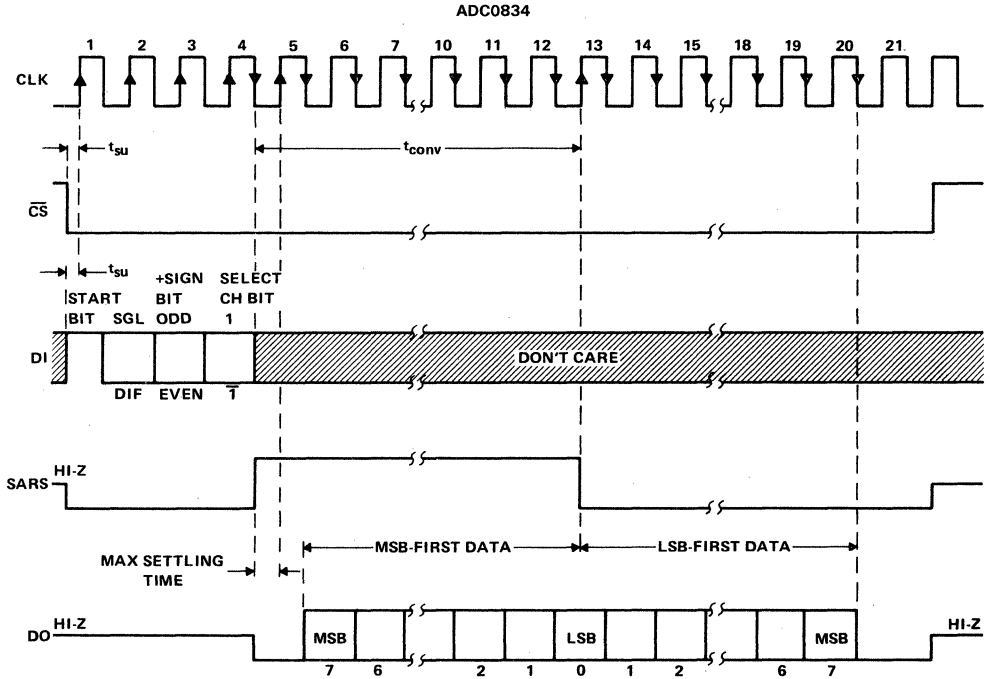 ADC0834
1 2 3 4 5 6 7 10 11 12 13 14 15 18 19 20 21
CLK
tsu
tconv
CS
tsu
+SIGN SELECT
START BIT CH BIT
BIT SGL ODD 1
DI DON'T CARE
DIF EVEN 1
HI-Z
SARS
MSB-FIRST DATA LSB-FIRST DATA
MAX SETTLING
TIME
HI-Z HI-Z
DO MSB LSB MSB
7 6 2 1 0 1 2 6 7